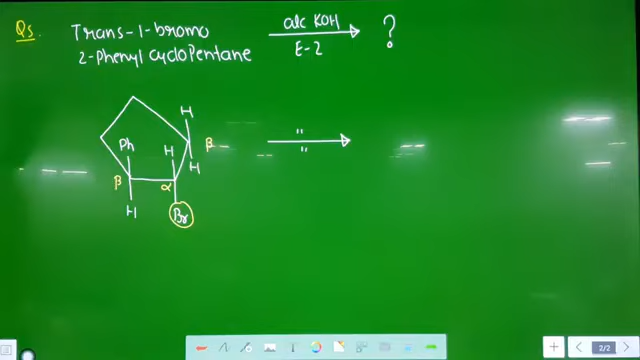 Qs. Trans-1-bromo
2-Phenyl cycloPentane
alc KOH
E-2
?
H
Ph
H
β
H
β
α
H
Br
"
"
2/2